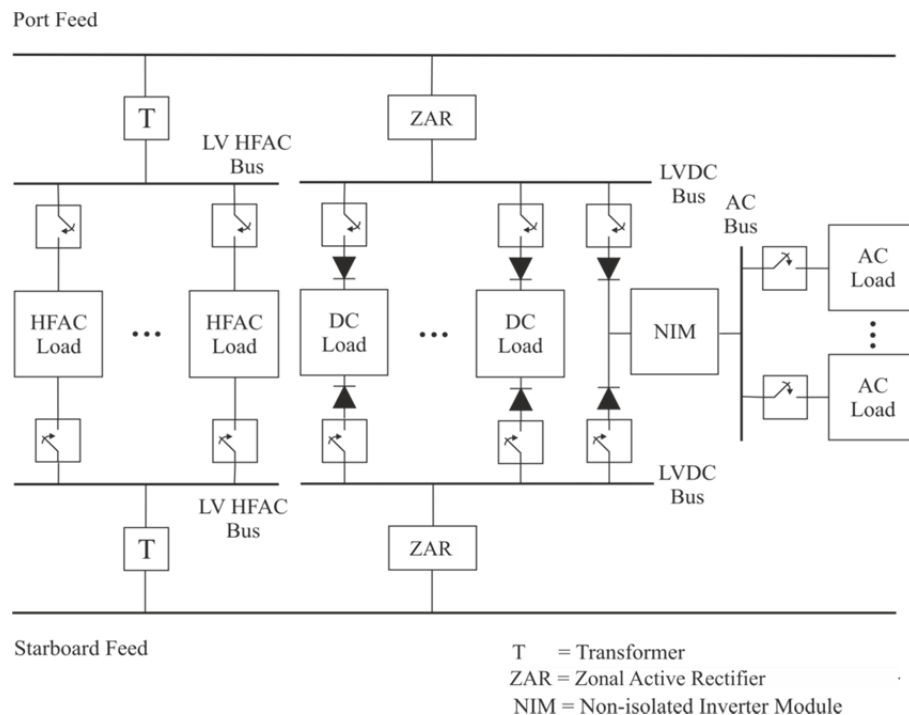 Port Feed
T
ZAR
LV HFAC
Bus
LVDC
Bus
AC
Bus
HFAC
Load
...
HFAC
Load
DC
Load
...
DC
Load
NIM
AC
Load
AC
Load
LV HFAC
Bus
LVDC
Bus
T
ZAR
Starboard Feed
T = Transformer
ZAR = Zonal Active Rectifier
NIM = Non-isolated Inverter Module